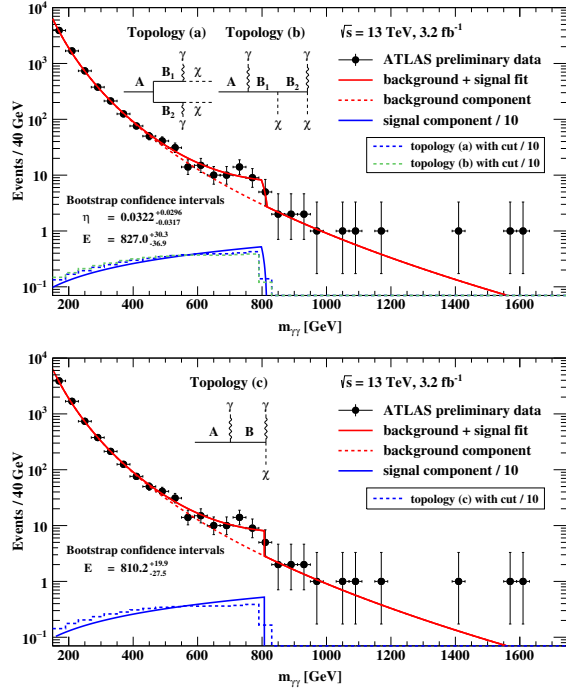 10⁴
10³
10²
10
1
10⁻¹
Events / 40 GeV
Topology (a)
Topology (b)
√s = 13 TeV, 3.2 fb⁻¹
γ
γ
γ
A
B₁
χ
A
B₁
B₂
B₂
χ
γ
χ
χ
ATLAS preliminary data
background + signal fit
background component
signal component / 10
topology (a) with cut / 10
topology (b) with cut / 10
Bootstrap confidence intervals
η = 0.0322 +0.0296 -0.0317
E = 827.0 +30.3 -36.9
200 400 600 800 1000 1200 1400 1600
mγγ [GeV]
10⁴
10³
10²
10
1
10⁻¹
Events / 40 GeV
Topology (c)
√s = 13 TeV, 3.2 fb⁻¹
γ
γ
A
B
χ
ATLAS preliminary data
background + signal fit
background component
signal component / 10
topology (c) with cut / 10
Bootstrap confidence intervals
E = 810.2 +19.9 -27.5
200 400 600 800 1000 1200 1400 1600
mγγ [GeV]